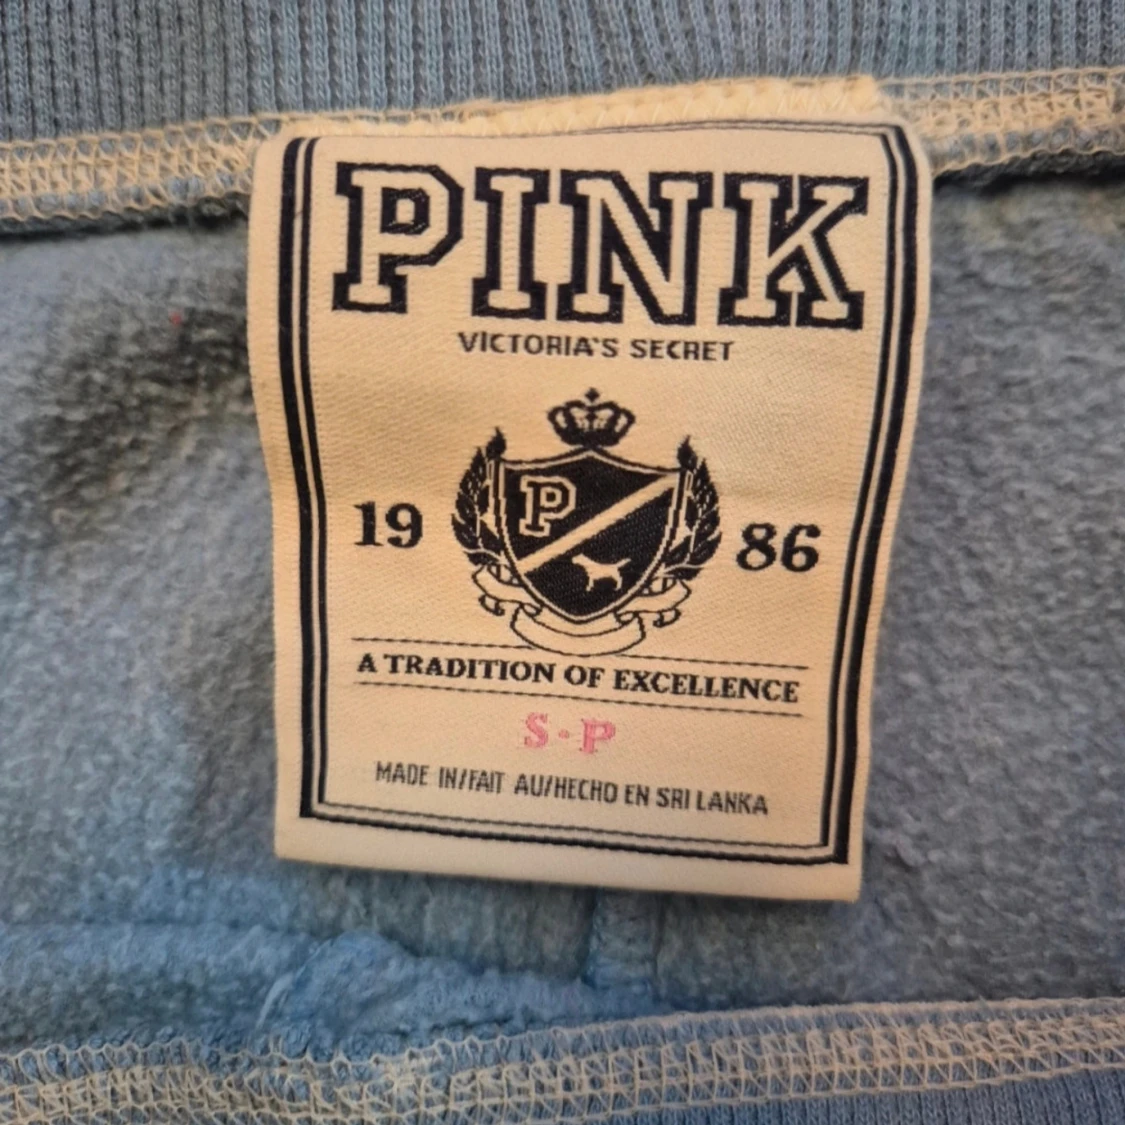 PINK
VICTORIA'S SECRET
P
19 86
A TRADITION OF EXCELLENCE
S·P
MADE IN/FAIT AU/HECHO EN SRI LANKA